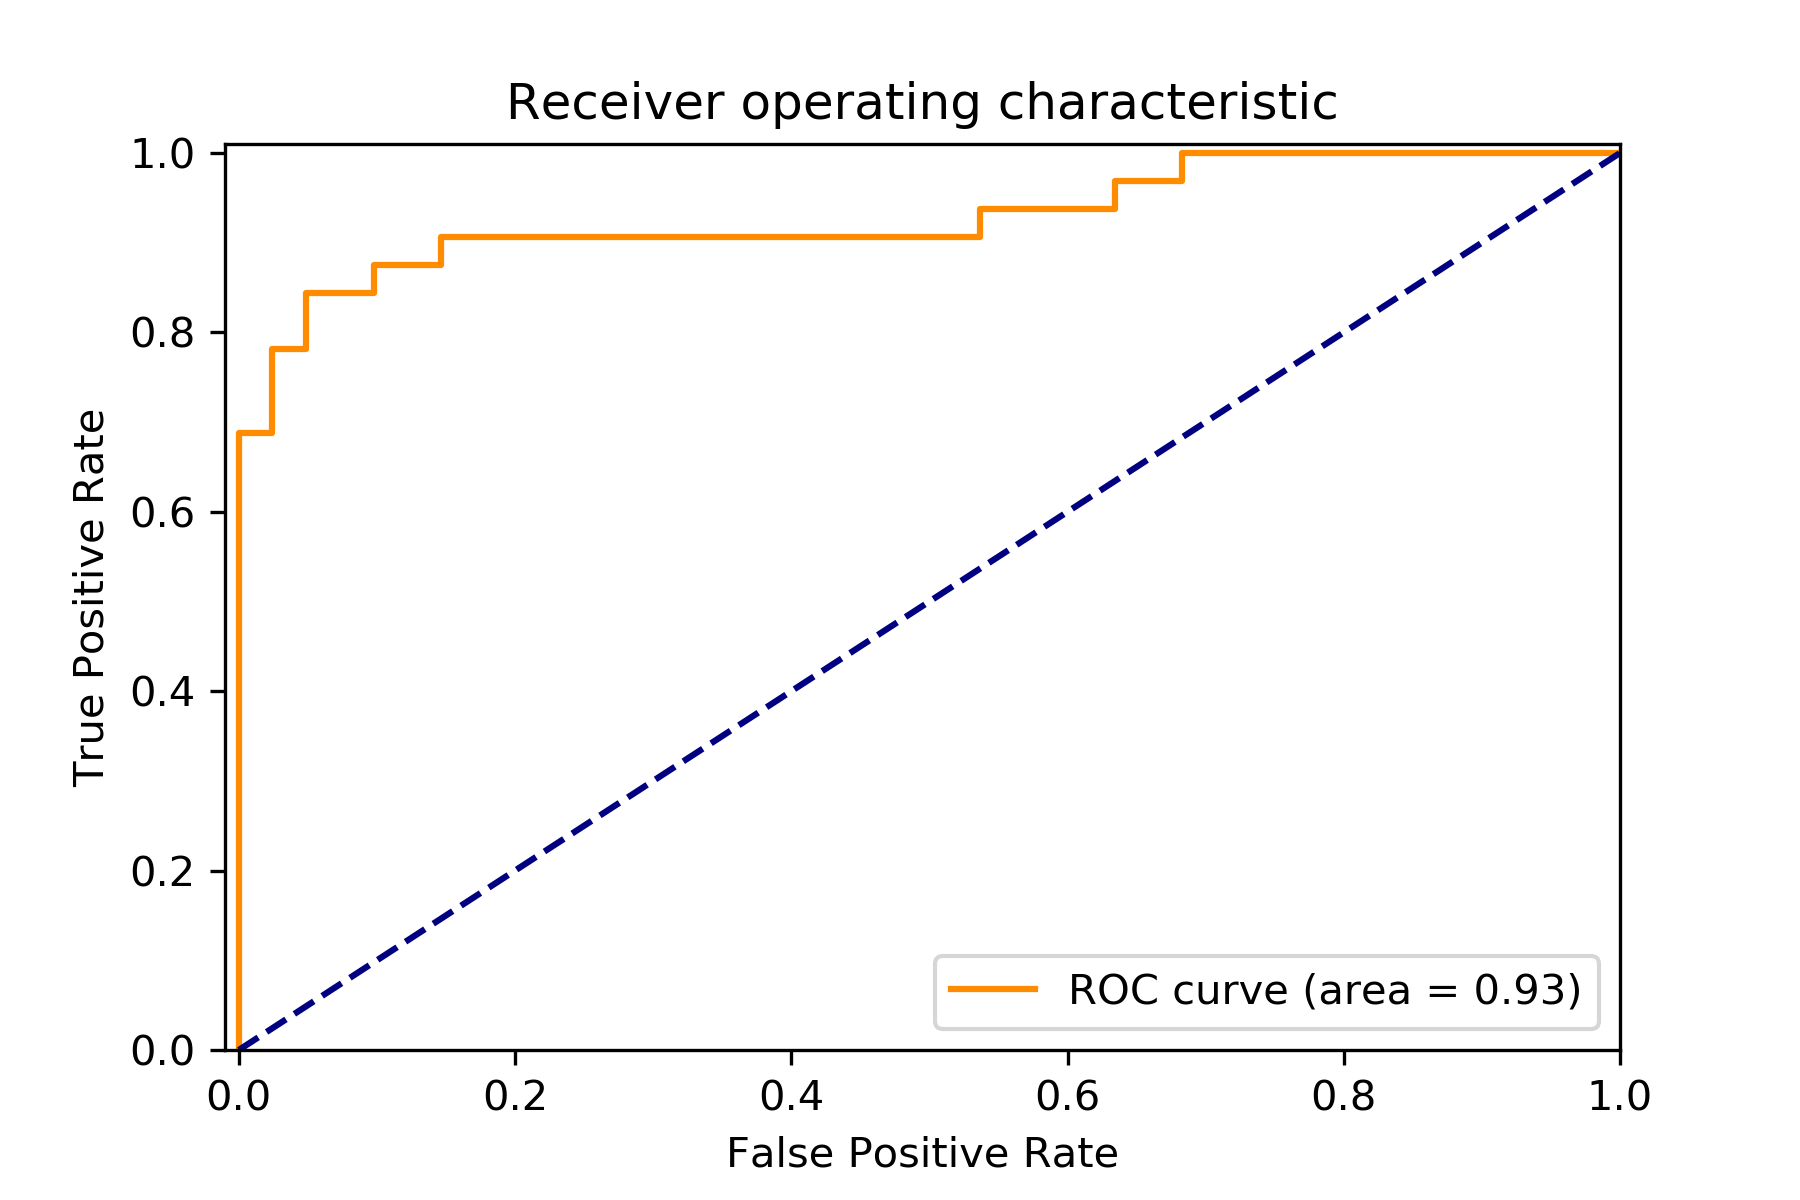 Receiver operating characteristic
1.0
0.8
0.6
0.4
0.2
0.0
True Positive Rate
ROC curve (area = 0.93)
0.0 0.2 0.4 0.6 0.8 1.0
False Positive Rate